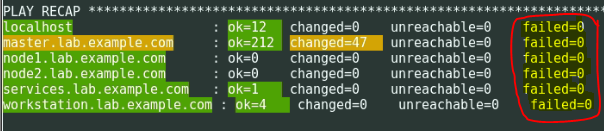 PLAY RECAP *********************************************************************
localhost : ok=12 changed=0 unreachable=0 failed=0
master.lab.example.com : ok=212 changed=47 unreachable=0 failed=0
node1.lab.example.com : ok=0 changed=0 unreachable=0 failed=0
node2.lab.example.com : ok=0 changed=0 unreachable=0 failed=0
services.lab.example.com : ok=1 changed=0 unreachable=0 failed=0
workstation.lab.example.com : ok=4 changed=0 unreachable=0 failed=0